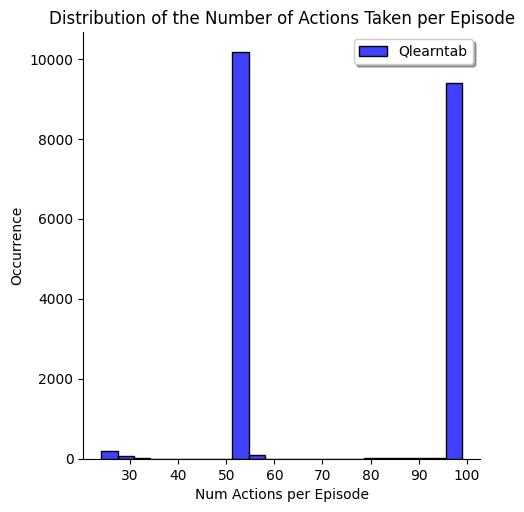 Distribution of the Number of Actions Taken per Episode
Qlearntab
10000
8000
6000
4000
2000
0
Occurrence
30 40 50 60 70 80 90 100
Num Actions per Episode